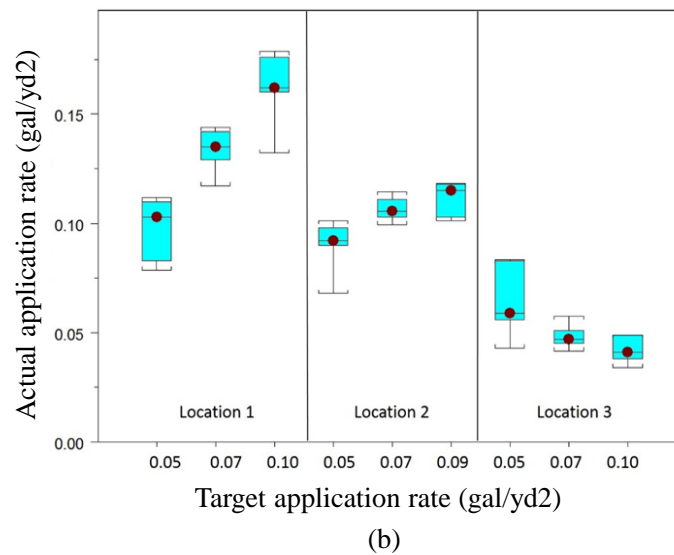 Actual application rate (gal/yd2)
0.15
0.10
0.05
0.00
Location 1 Location 2 Location 3
0.05 0.07 0.10 0.05 0.07 0.09 0.05 0.07 0.10
Target application rate (gal/yd2)
(b)